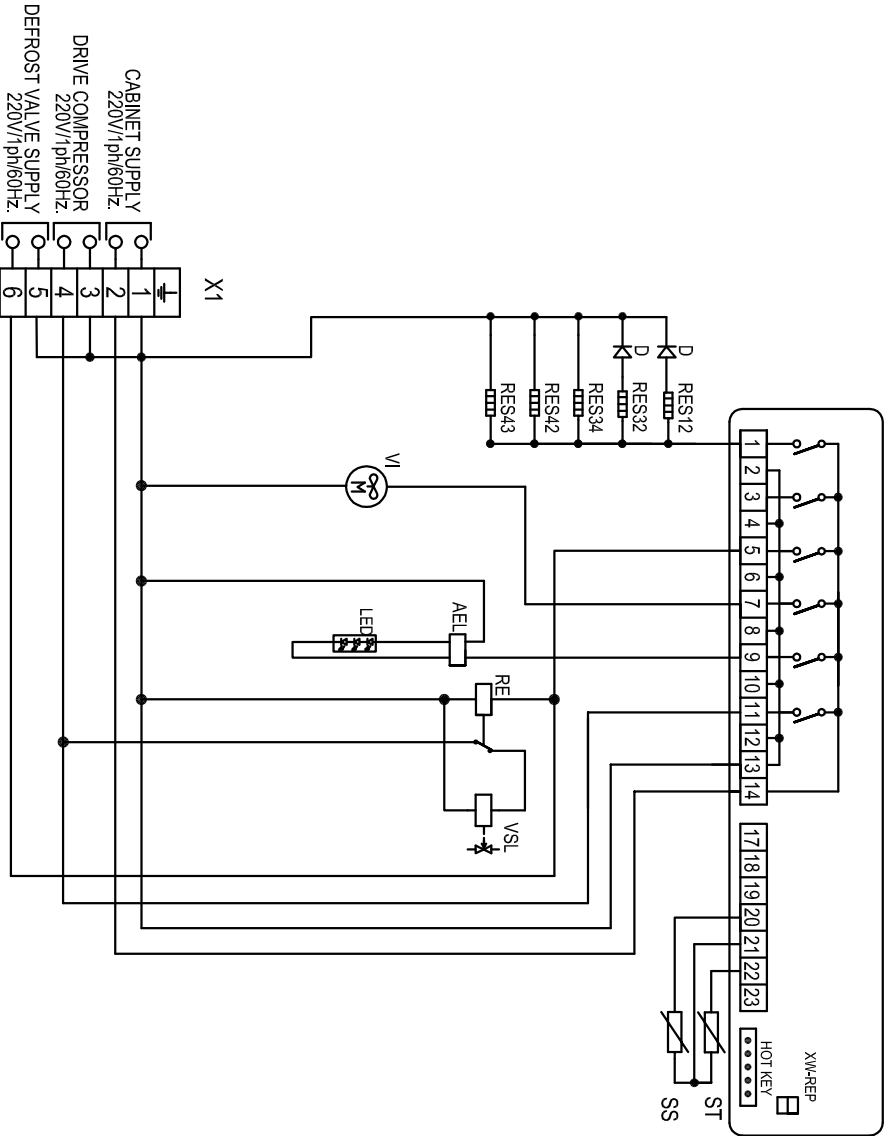 X1
CABINET SUPPLY
220V/1ph/60Hz.
DRIVE COMPRESSOR
220V/1ph/60Hz.
DEFROST VALVE SUPPLY
220V/1ph/60Hz.
1
2
3
4
5
6
D
RES12
D
RES32
RES34
RES42
RES43
VI
M
LED
AEL
RE
VSL
1
2
3
4
5
6
7
8
9
10
11
12
13
14
17
18
19
20
21
22
23
ST
SS
HOT KEY
XW-REP